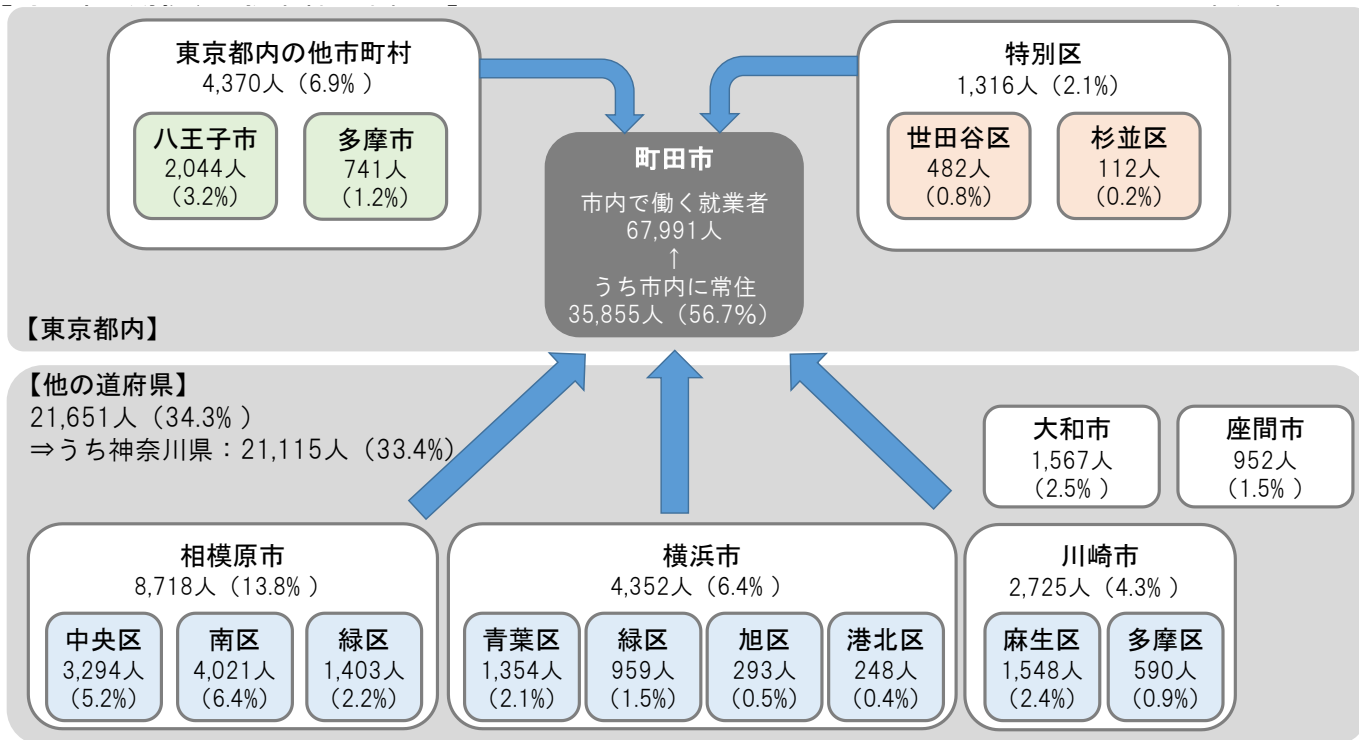 東京都内の他市町村
4,370人（6.9%）
八王子市
2,044人
(3.2%)
多摩市
741人
(1.2%)
特別区
1,316人（2.1%）
世田谷区
482人
(0.8%)
杉並区
112人
(0.2%)
町田市
市内で働く就業者
67,991人
↑
うち市内に常住
35,855人（56.7%）
【東京都内】
【他の道府県】
21,651人（34.3%）
⇒うち神奈川県：21,115人（33.4%）
大和市
1,567人
(2.5%)
座間市
952人
(1.5%)
相模原市
8,718人（13.8%）
中央区
3,294人
(5.2%)
南区
4,021人
(6.4%)
緑区
1,403人
(2.2%)
横浜市
4,352人（6.4%）
青葉区
1,354人
(2.1%)
緑区
959人
(1.5%)
旭区
293人
(0.5%)
港北区
248人
(0.4%)
川崎市
2,725人（4.3%）
麻生区
1,548人
(2.4%)
多摩区
590人
(0.9%)